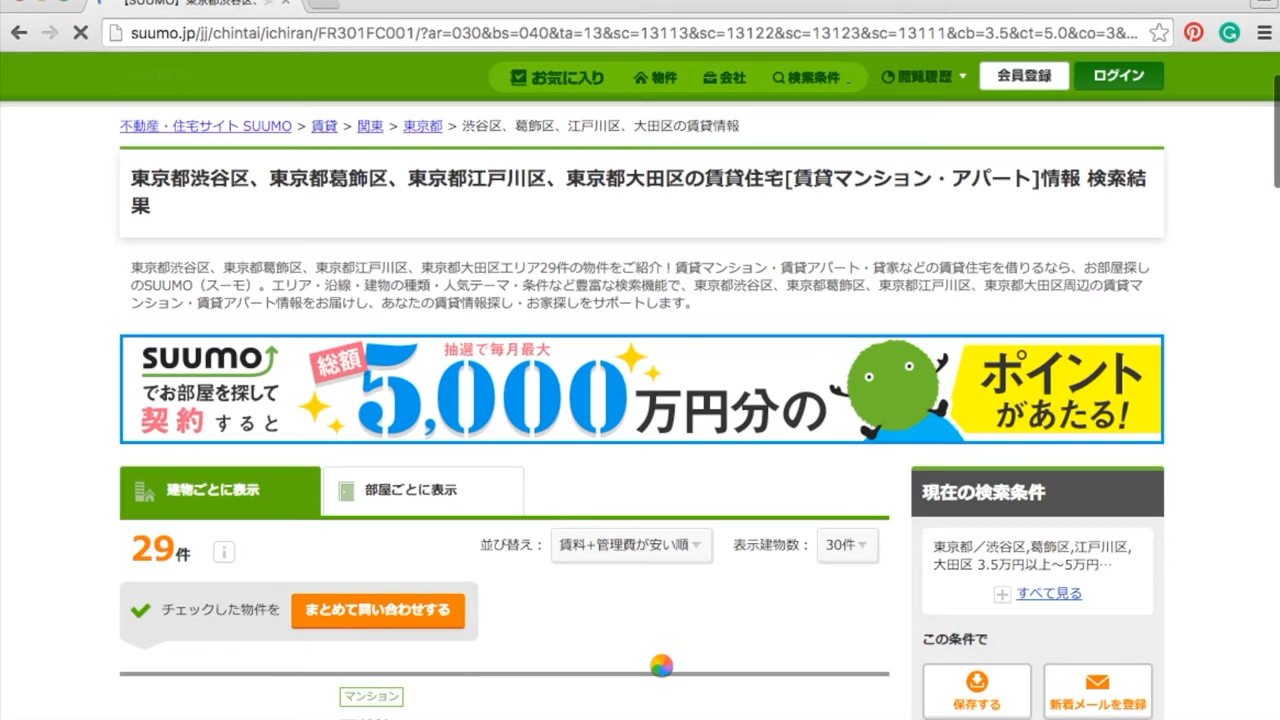 【SUUMO】東京都渋谷区、
suumo.jp/jj/chintai/ichiran/FR301FC001/?ar=030&bs=040&ta=13&sc=13113&sc=13122&sc=13123&sc=13111&cb=3.5&ct=5.0&co=3&...
お気に入り 物件 会社 検索条件 閲覧履歴 会員登録 ログイン
不動産・住宅サイト SUUMO > 賃貸 > 関東 > 東京都 > 渋谷区、葛飾区、江戸川区、大田区の賃貸情報
東京都渋谷区、東京都葛飾区、東京都江戸川区、東京都大田区の賃貸住宅[賃貸マンション・アパート]情報 検索結
果
東京都渋谷区、東京都葛飾区、東京都江戸川区、東京都大田区エリア29件の物件をご紹介！賃貸マンション・賃貸アパート・貸家などの賃貸住宅を借りるなら、お部屋探し
のSUUMO（スーモ）。エリア・沿線・建物の種類・人気テーマ・条件など豊富な検索機能で、東京都渋谷区、東京都葛飾区、東京都江戸川区、東京都大田区周辺の賃貸マ
ンション・賃貸アパート情報をお届けし、あなたの賃貸情報探し・お家探しをサポートします。
suumo
でお部屋を探して
契約すると
抽選で毎月最大
総額5,000万円分の
ポイント
があたる!
建物ごとに表示 部屋ごとに表示
29件
並び替え： 賃料+管理費が安い順 表示建物数： 30件
チェックした物件を まとめて問い合わせする
マンション
現在の検索条件
東京都／渋谷区,葛飾区,江戸川区,
大田区 3.5万円以上～5万円…
すべて見る
この条件で
保存する 新着メールを登録